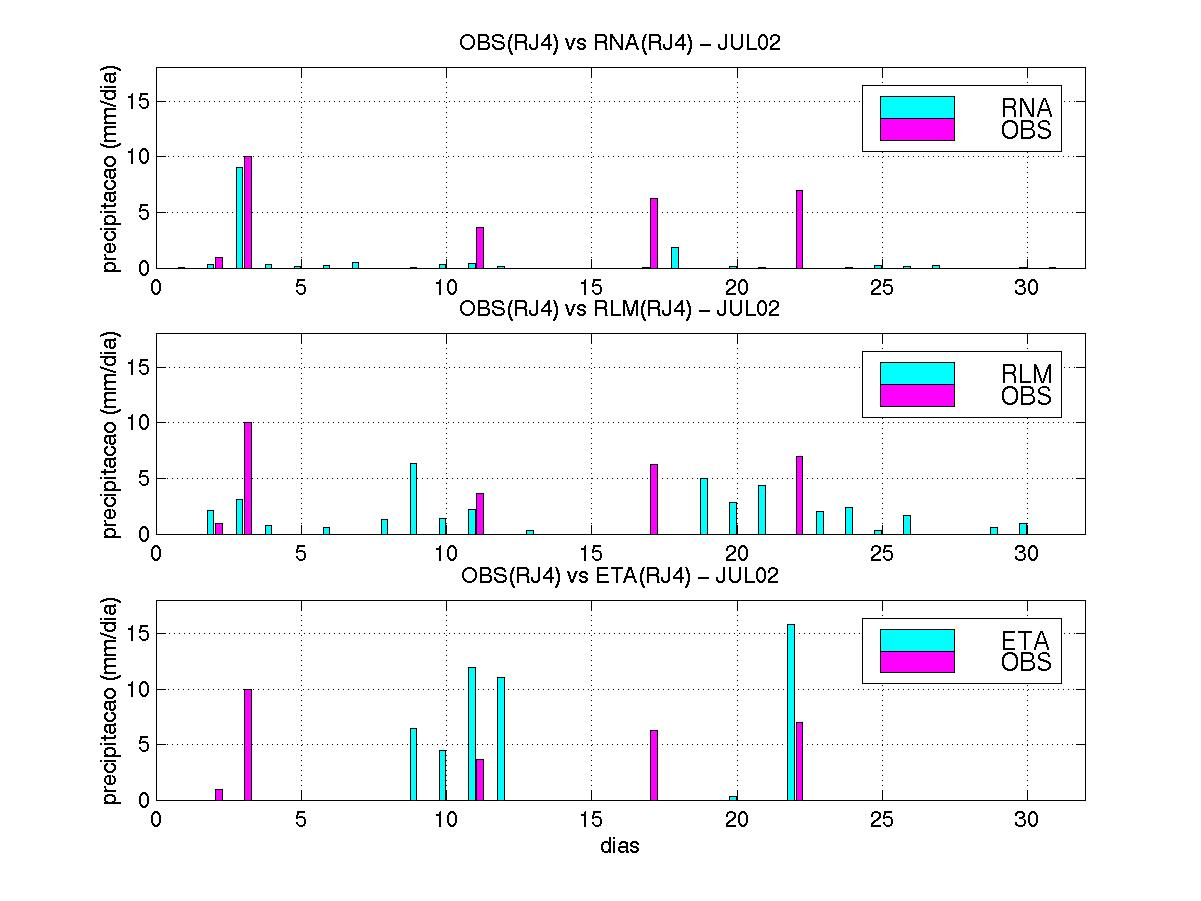 OBS(RJ4) vs RNA(RJ4) – JUL02
precipitacao (mm/dia)
15
10
5
0
RNA
OBS
0 5 10 15 20 25 30
OBS(RJ4) vs RLM(RJ4) – JUL02
precipitacao (mm/dia)
15
10
5
0
RLM
OBS
0 5 10 15 20 25 30
OBS(RJ4) vs ETA(RJ4) – JUL02
precipitacao (mm/dia)
15
10
5
0
ETA
OBS
0 5 10 15 20 25 30
dias